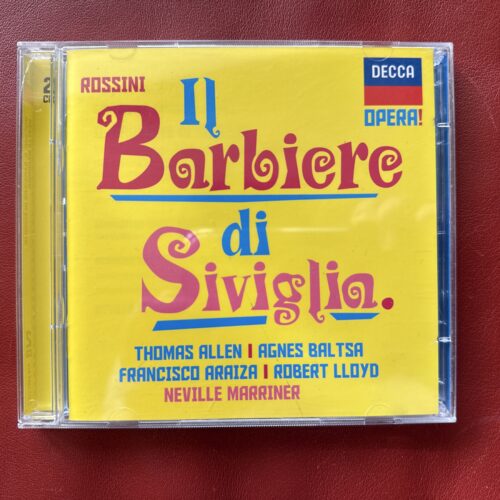 ROSSINI
DECCA
OPERA!
Il
Barbiere
di
Siviglia.
THOMAS ALLEN | AGNES BALTSA
FRANCISCO ARAIZA | ROBERT LLOYD
NEVILLE MARRINER